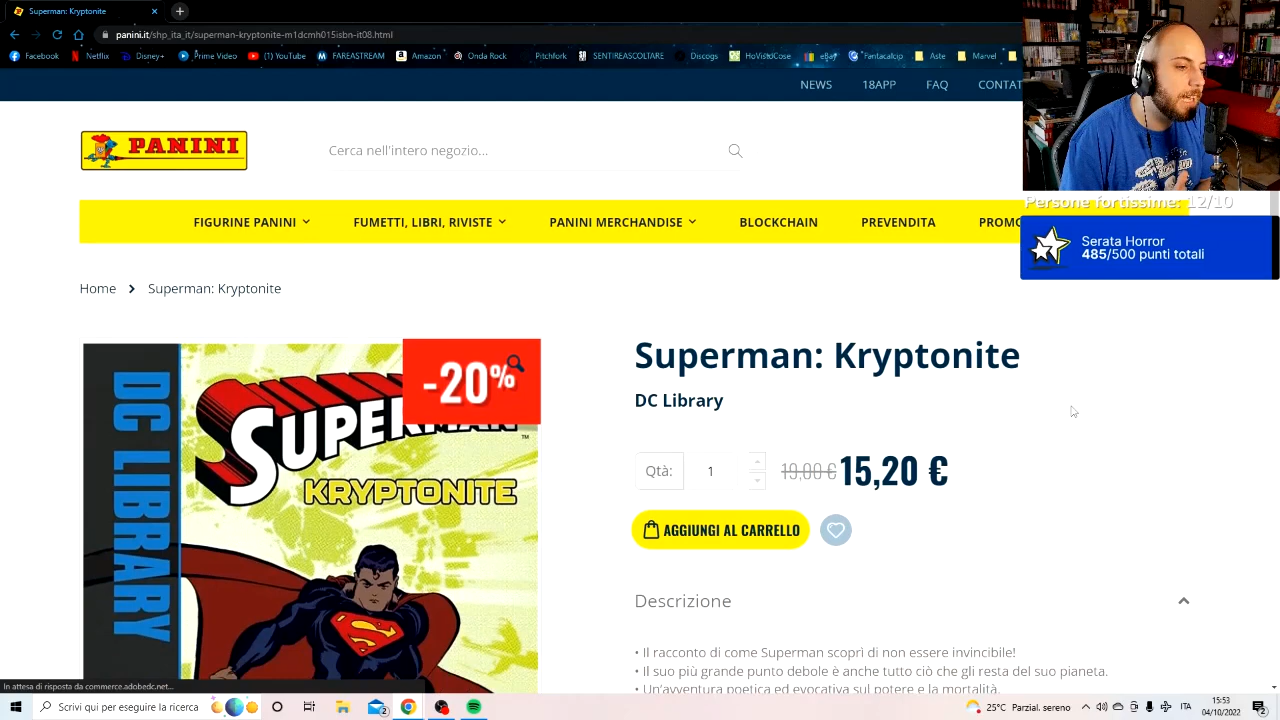 Superman: Kryptonite
panini.it/shp_ita_it/superman-kryptonite-m1dcmh015isbn-it08.html
Facebook Netflix Disney+ Prime Video (1) YouTube FAREASTREAM Amazon Onda Rock Pitchfork SENTIREASCOLTARE Discogs HoVistoCose eBay Fantacalcio Aste Marvel
NEWS 18APP FAQ CONTAT
PANINI
Cerca nell'intero negozio...
Persone fortissime: 12/10
FIGURINE PANINI FUMETTI, LIBRI, RIVISTE PANINI MERCHANDISE BLOCKCHAIN PREVENDITA PROMO
Serata Horror
485/500 punti totali
Home Superman: Kryptonite
-20%
DC LIBRARY
SUPERMAN
TM
KRYPTONITE
Superman: Kryptonite
DC Library
Qtà: 1 19,00 € 15,20 €
AGGIUNGI AL CARRELLO
Descrizione
• Il racconto di come Superman scoprì di non essere invincibile!
• Il suo più grande punto debole è anche tutto ciò che gli resta del suo pianeta.
• Un'avventura poetica ed evocativa sul potere e la mortalità.
In attesa di risposta da commerce.adobedc.net...
Scrivi qui per eseguire la ricerca
2
25°C Parzial. sereno
ITA
15:53
04/10/2022
2